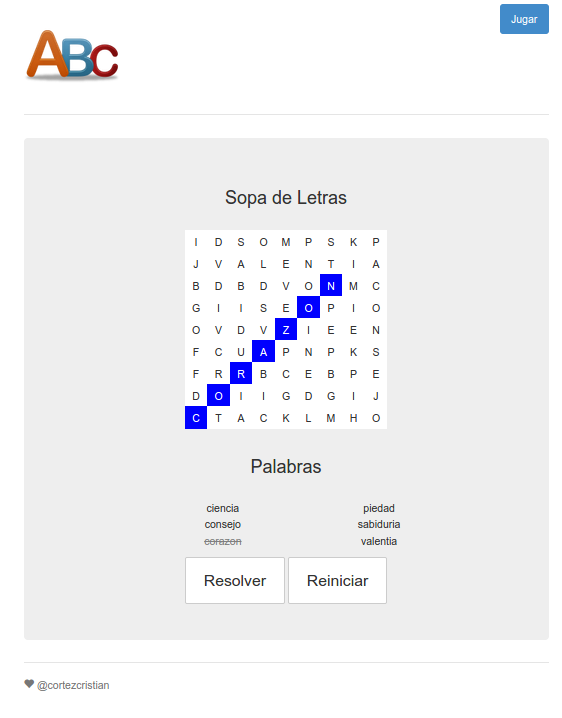 Jugar
ABC
Sopa de Letras
I D S O M P S K P
J V A L E N T I A
B D B D V O N M C
G I I S E O P I O
O V D V Z I E E N
F C U A P N P K S
F R R B C E B P E
D O I I G D G I J
C T A C K L M H O
Palabras
ciencia piedad
consejo sabiduria
corazon valentia
Resolver Reiniciar
@cortezcristian